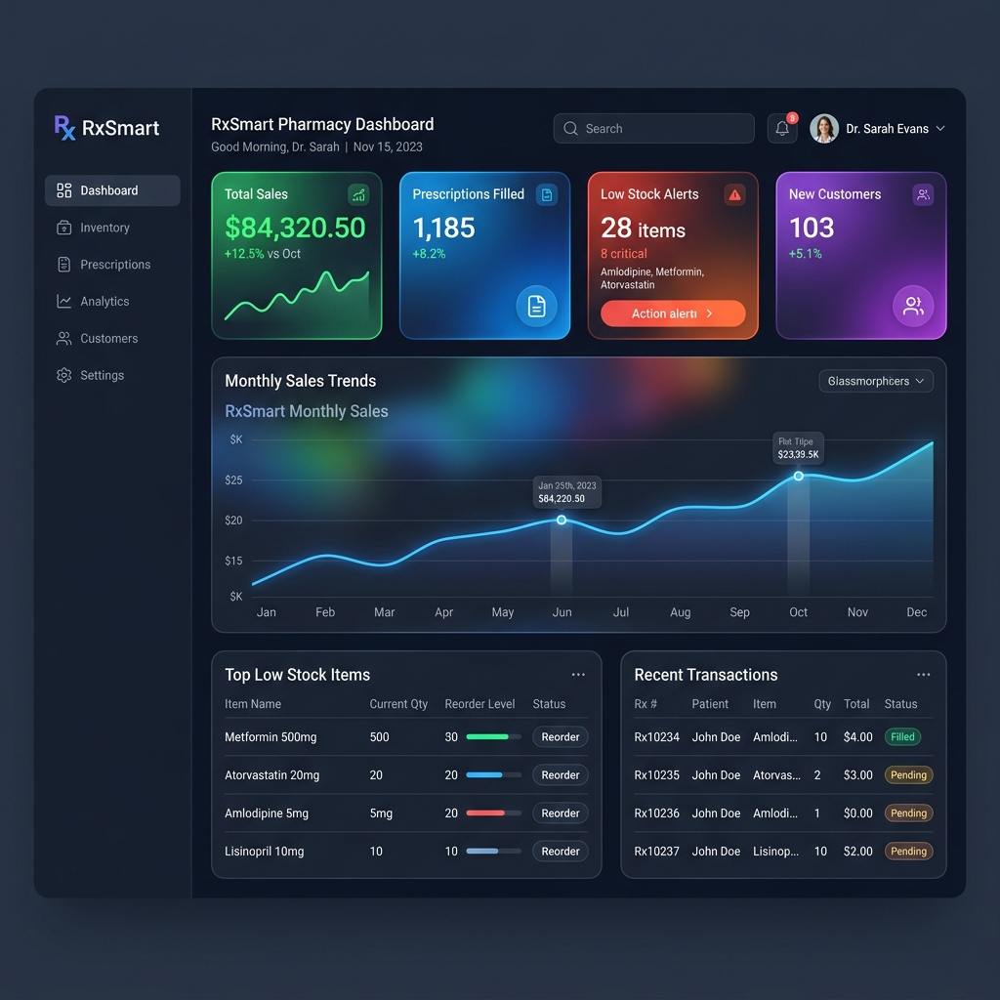 Rx RxSmart
Dashboard
Inventory
Prescriptions
Analytics
Customers
Settings
RxSmart Pharmacy Dashboard
Good Morning, Dr. Sarah | Nov 15, 2023
Search
Dr. Sarah Evans
Total Sales
$84,320.50
+12.5% vs Oct
Prescriptions Filled
1,185
+8.2%
Low Stock Alerts
28 items
8 critical
Amlodipine, Metformin,
Atorvastatin
Action alerti
New Customers
103
+5.1%
Monthly Sales Trends
RxSmart Monthly Sales
$K
$25
$20
$15
$K
Jan 25th, 2023
$84,220.50
$23,39.5K
Jan Feb Mar Apr May Jun Jul Aug Sep Oct Nov Dec
Top Low Stock Items ...
Item Name Current Qty Reorder Level Status
Metformin 500mg 500 30 Reorder
Atorvastatin 20mg 20 20 Reorder
Amlodipine 5mg 5mg 20 Reorder
Lisinopril 10mg 10 10 Reorder
Recent Transactions ...
Rx # Patient Item Qty Total Status
Rx10234 John Doe Amlodi... 10 $4.00 Filled
Rx10235 John Doe Atorvas... 2 $3.00 Pending
Rx10236 John Doe Amlodi... 1 $0.00 Pending
Rx10237 John Doe Lisinop... 10 $2.00 Pending